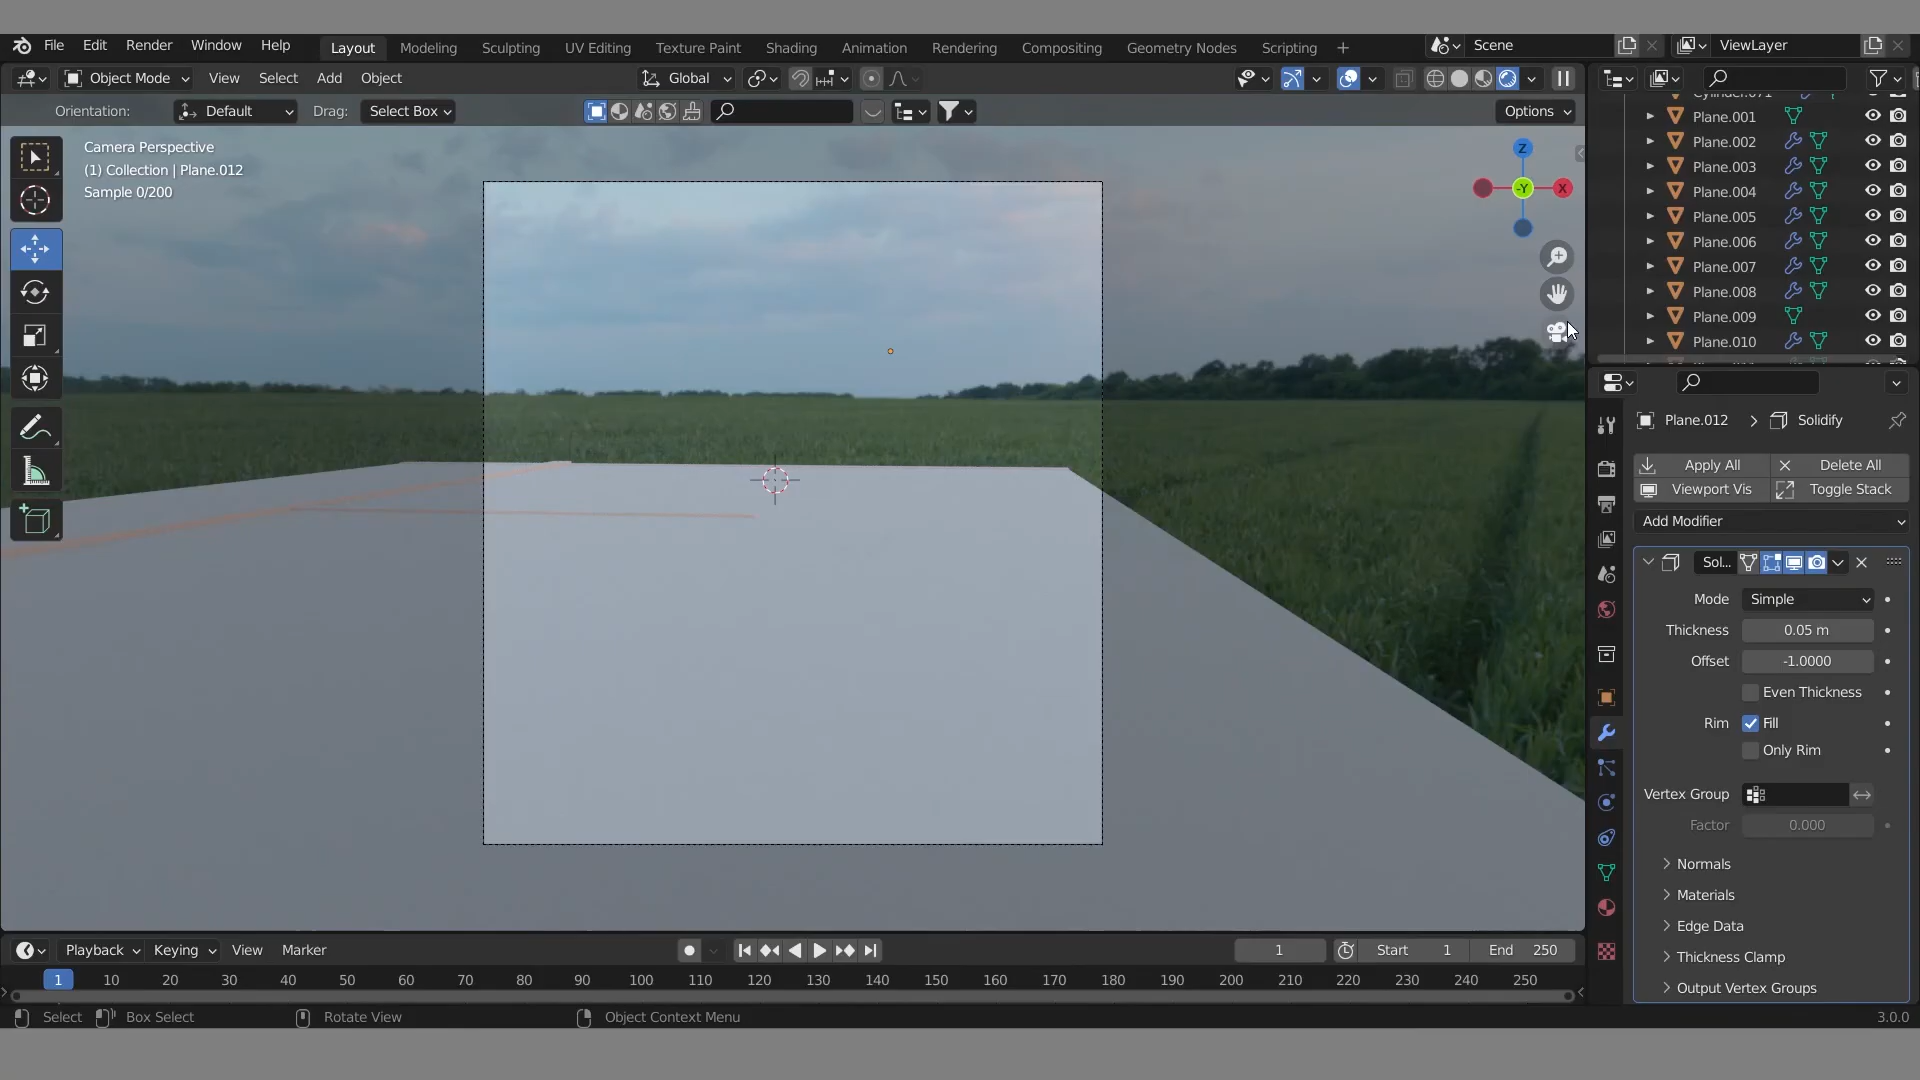 File Edit Render Window Help Layout Modeling Sculpting UV Editing Texture Paint Shading Animation Rendering Compositing Geometry Nodes Scripting + Scene ViewLayer
Object Mode View Select Add Object Global
Orientation: Default Drag: Select Box Options
Camera Perspective
(1) Collection | Plane.012
Sample 0/200
Z
-Y
X
Cylinder.071
Plane.001
Plane.002
Plane.003
Plane.004
Plane.005
Plane.006
Plane.007
Plane.008
Plane.009
Plane.010
Plane.012 > Solidify
Apply All Delete All
Viewport Vis Toggle Stack
Add Modifier
Sol...
Mode Simple
Thickness 0.05 m
Offset -1.0000
Even Thickness
Rim Fill
Only Rim
Vertex Group
Factor 0.000
Normals
Materials
Edge Data
Thickness Clamp
Output Vertex Groups
Playback Keying View Marker 1 Start 1 End 250
1 10 20 30 40 50 60 70 80 90 100 110 120 130 140 150 160 170 180 190 200 210 220 230 240 250
Select Box Select Rotate View Object Context Menu 3.0.0